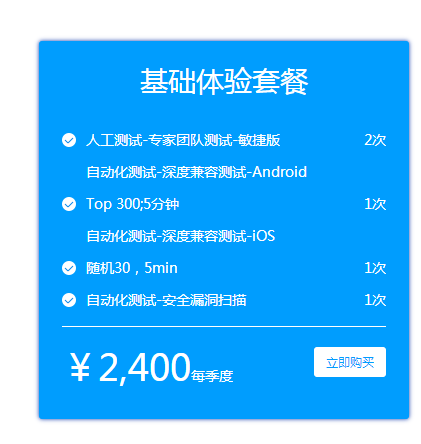 基础体验套餐
人工测试-专家团队测试-敏捷版 2次
自动化测试-深度兼容测试-Android
Top 300;5分钟 1次
自动化测试-深度兼容测试-iOS
随机30，5min 1次
自动化测试-安全漏洞扫描 1次
￥2,400每季度 立即购买